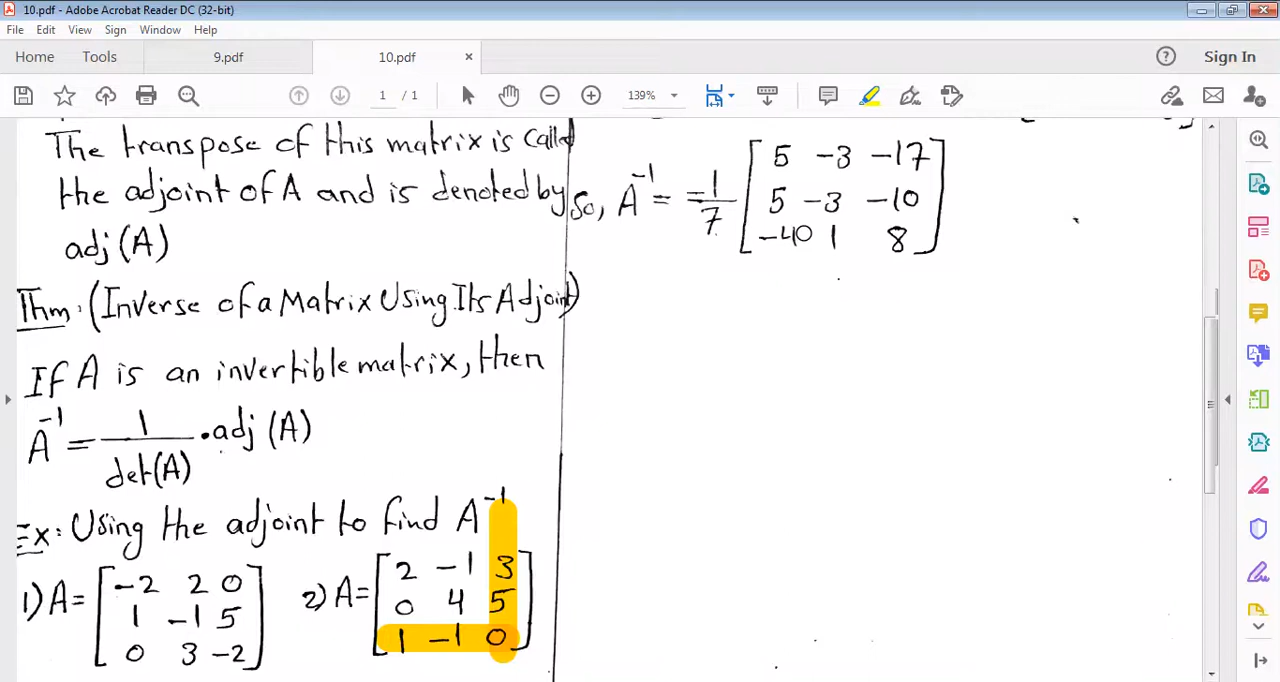 10.pdf - Adobe Acrobat Reader DC (32-bit)
File Edit View Sign Window Help
Home Tools 9.pdf 10.pdf × ? Sign In
1 / 1 139%
The transpose of this matrix is called
the adjoint of A and is denoted by
adj (A)
Thm: (Inverse of a Matrix Using Its Adjoint)
If A is an invertible matrix, then
A⁻¹ = 1/det(A) • adj (A)
Ex: Using the adjoint to find A⁻¹
1) A = [-2 2 0
1 -1 5
0 3 -2]
2) A = [2 -1 3
0 4 5
1 -1 0]
So, A⁻¹ = -1/7 [5 -3 -17
5 -3 -10
-4 1 8]